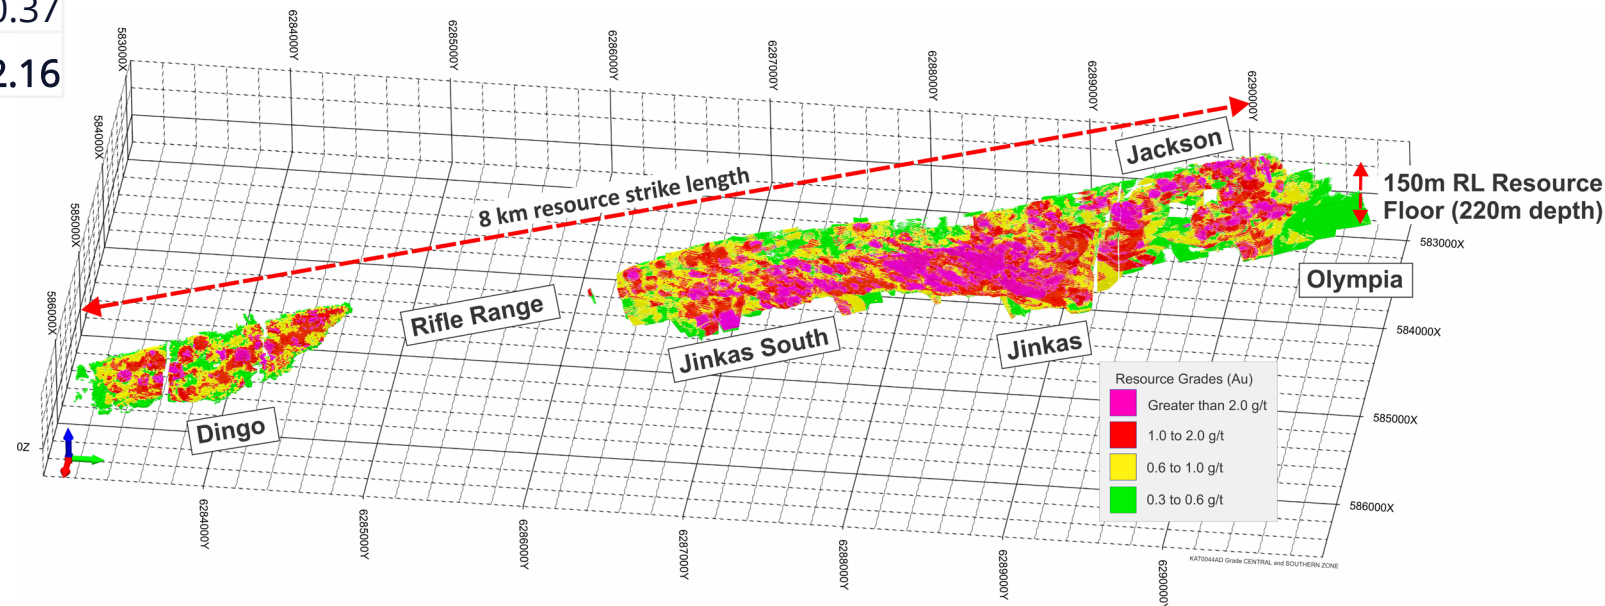 0.37
2.16
583000X
6284000Y
6285000Y
6286000Y
6287000Y
6288000Y
6289000Y
6290000Y
584000X
585000X
586000X
0Z
8 km resource strike length
Jackson
150m RL Resource
Floor (220m depth)
583000X
Olympia
584000X
Rifle Range
Jinkas South
Jinkas
Dingo
Resource Grades (Au)
Greater than 2.0 g/t
1.0 to 2.0 g/t
0.6 to 1.0 g/t
0.3 to 0.6 g/t
585000X
586000X
6284000Y
6285000Y
6286000Y
6287000Y
6288000Y
6289000Y
6290000Y
KAT0044AD Grade CENTRAL and SOUTHERN ZONE